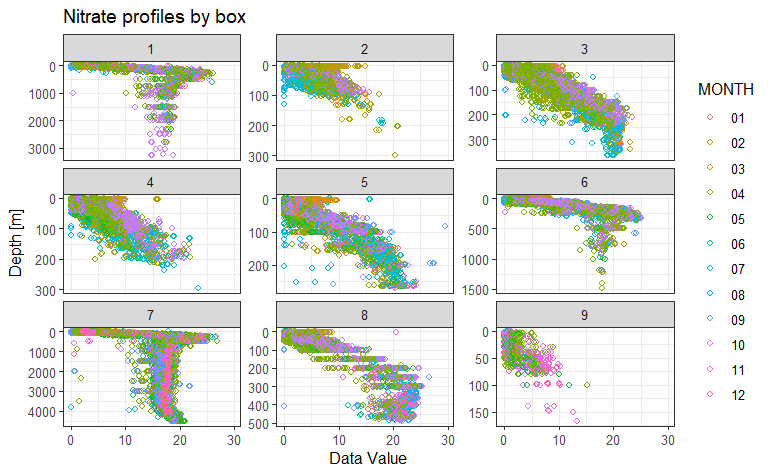 Nitrate profiles by box
1 2 3
0 0 0
1000 100 100
2000 200 200
3000 300 300
4 5 6
0 0 0
100 100 500
200 200 1000
300 1500
7 8 9
0 0 0
1000 100 50
2000 200 100
3000 300 150
4000 400
500
0 10 20 30 0 10 20 30 0 10 20 30
Data Value
Depth [m]
MONTH
01
02
03
04
05
06
07
08
09
10
11
12